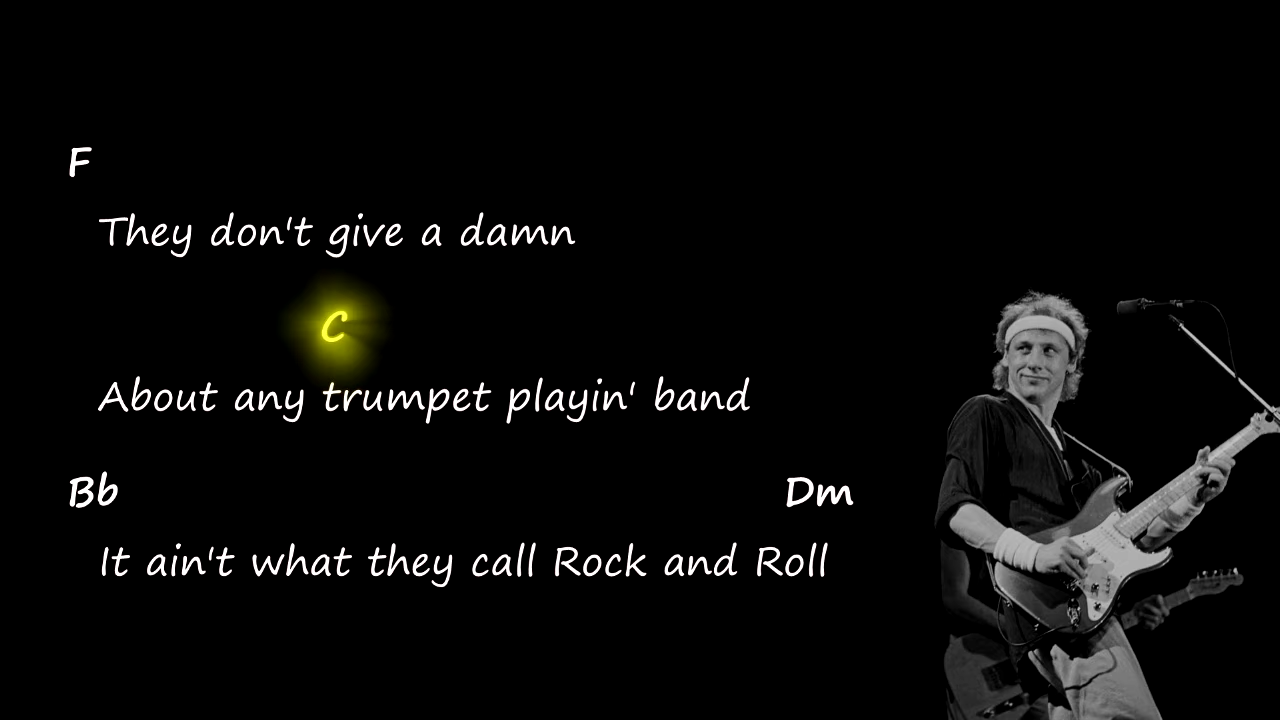 F
They don't give a damn
C
About any trumpet playin' band
Bb Dm
It ain't what they call Rock and Roll